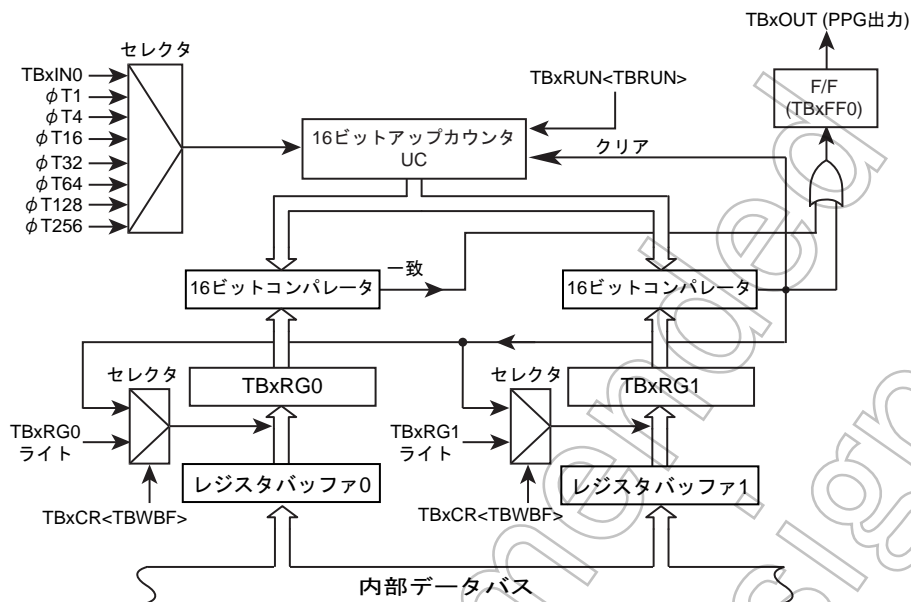 TBxOUT (PPG出力)
セレクタ
TBxIN0
φT1
φT4
φT16
φT32
φT64
φT128
φT256
16ビットアップカウンタ
UC
TBxRUN<TBRUN>
クリア
F/F
(TBxFF0)
16ビットコンパレータ
一致
16ビットコンパレータ
セレクタ
TBxRG0
セレクタ
TBxRG1
TBxRG0
ライト
TBxRG1
ライト
レジスタバッファ0
レジスタバッファ1
TBxCR<TBWBF>
TBxCR<TBWBF>
内部データバス
mended
sign